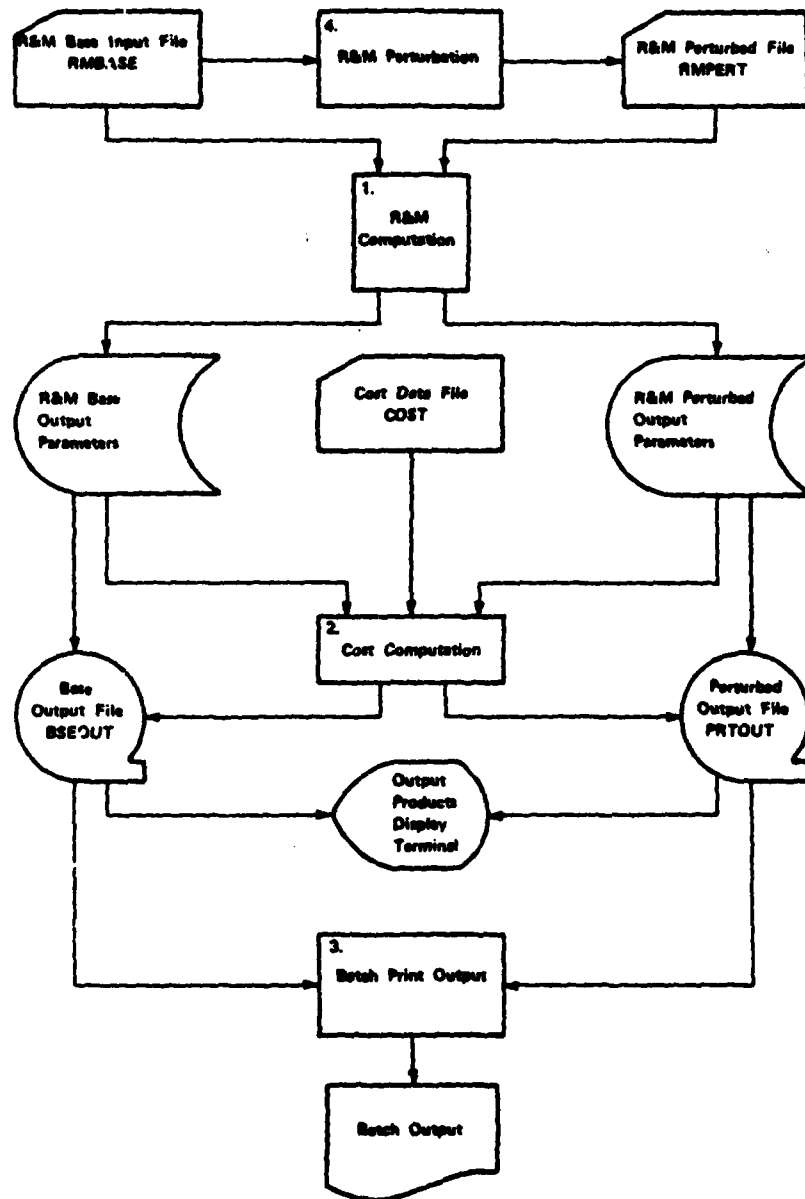 R&M Base Input File
RMBASE
4.
R&M Perturbation
R&M Perturbed File
RMPERT
1.
R&M
Computation
R&M Base
Output
Parameters
Cost Data File
COST
R&M Perturbed
Output
Parameters
2.
Cost Computation
Base
Output File
BSEOUT
Perturbed
Output File
PRTOUT
Output
Products
Display
Terminal
3.
Batch Print Output
Batch Output